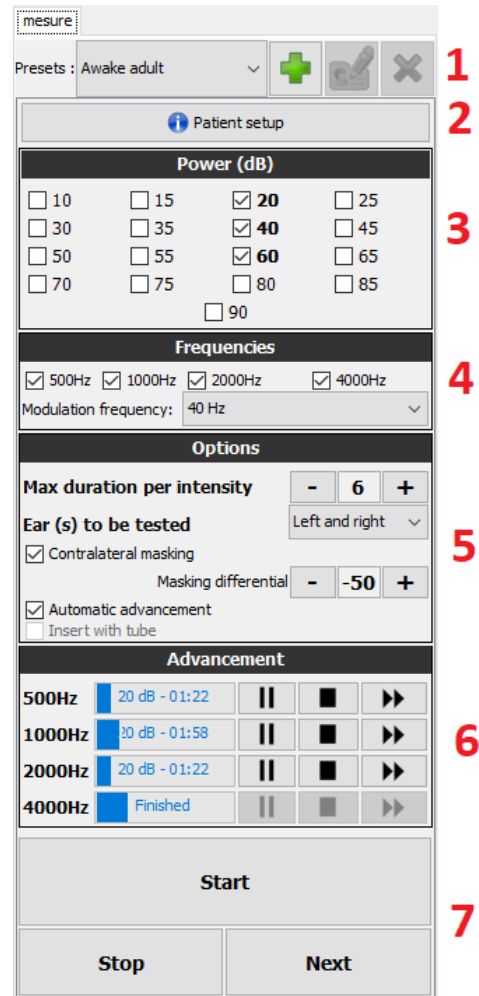 mesure
Presets : Awake adult
1
Patient setup
2
Power (dB)
10 15 20 25
30 35 40 45
50 55 60 65
70 75 80 85
90
3
Frequencies
500Hz 1000Hz 2000Hz 4000Hz
Modulation frequency: 40 Hz
4
Options
Max duration per intensity - 6 +
Ear (s) to be tested Left and right
Contralateral masking
Masking differential - -50 +
Automatic advancement
Insert with tube
5
Advancement
500Hz 20 dB - 01:22
1000Hz 20 dB - 01:58
2000Hz 20 dB - 01:22
4000Hz Finished
6
Start
Stop Next
7